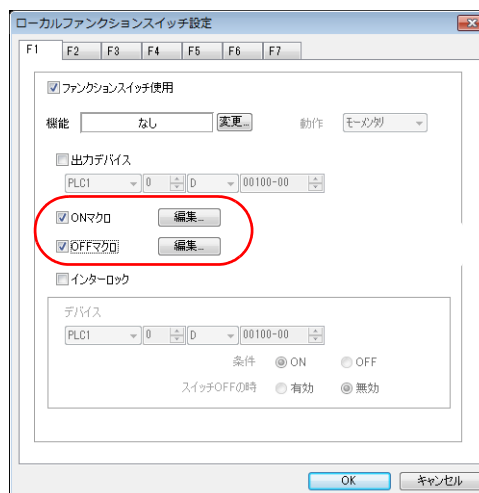 ローカルファンクションスイッチ設定
F1 F2 F3 F4 F5 F6 F7
ファンクションスイッチ使用
機能 なし 変更... 動作 モーメンタリ
出力デバイス
PLC1 0 D 00100-00
ONマクロ 編集...
OFFマクロ 編集...
インターロック
デバイス
PLC1 0 D 00100-00
条件 ON OFF
スイッチOFFの時 有効 無効
OK キャンセル